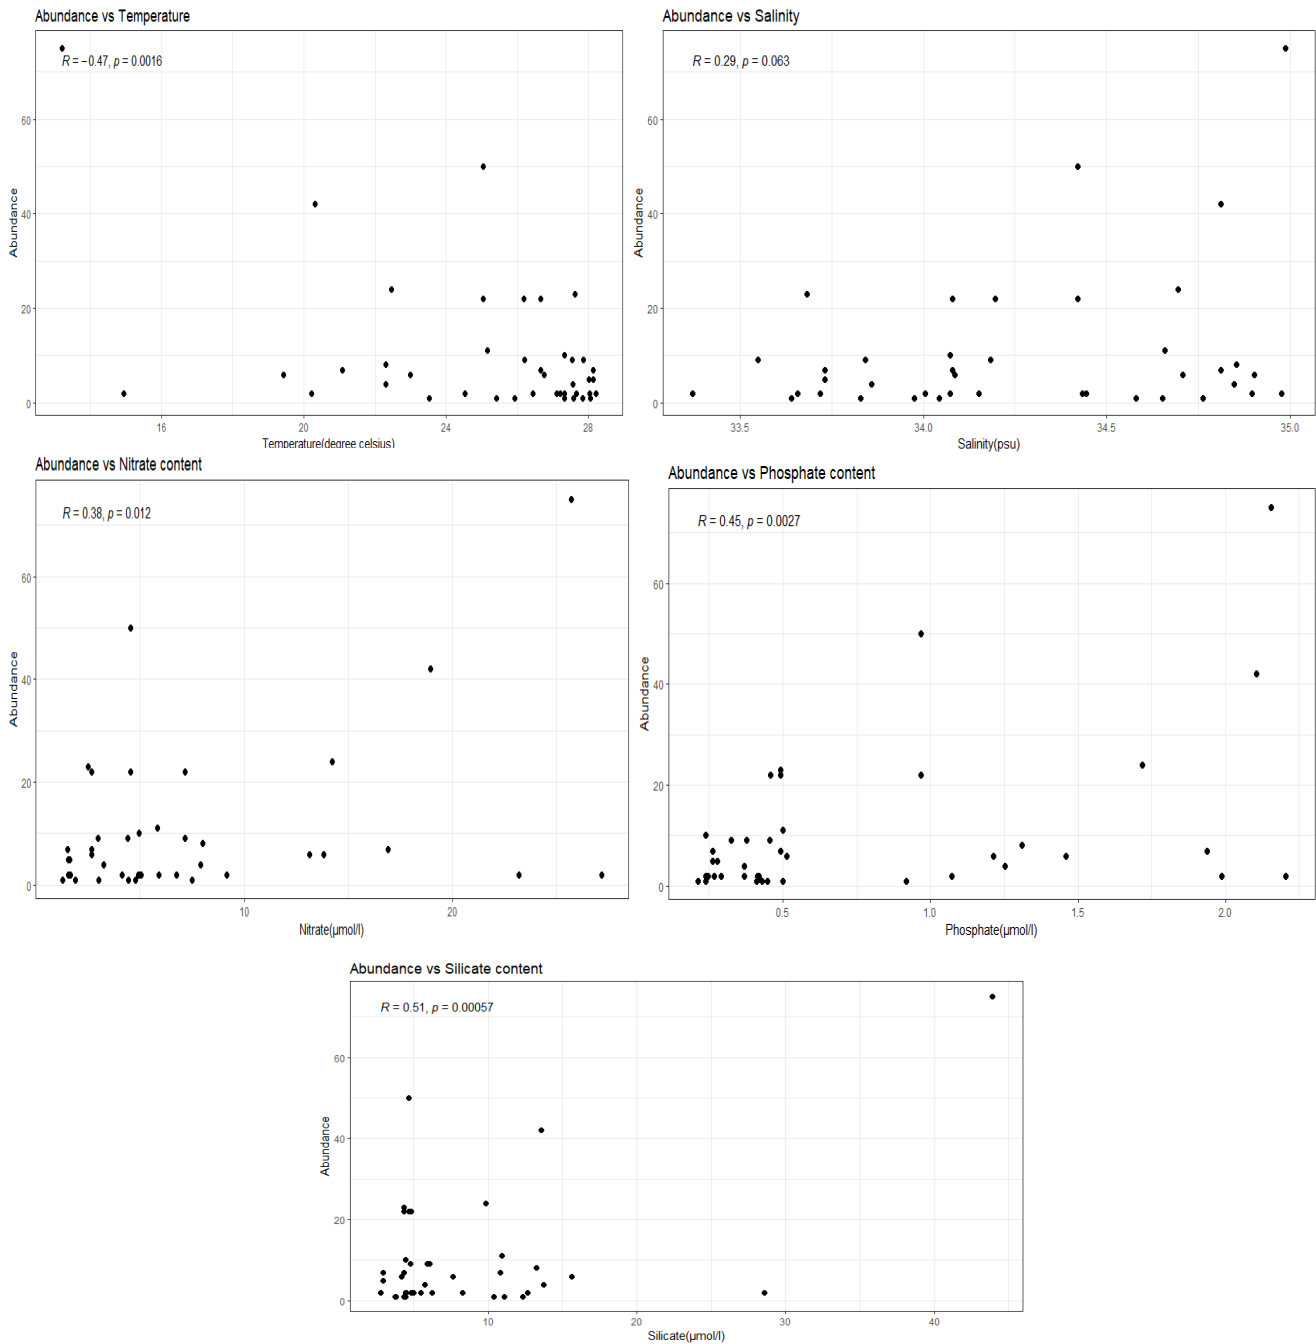 Abundance vs Temperature
R = −0.47, p = 0.0016
Abundance
60
40
20
0
16
20
24
28
Temperature(degree celsius)
Abundance vs Salinity
R = 0.29, p = 0.063
Abundance
60
40
20
0
33.5
34.0
34.5
35.0
Salinity(psu)
Abundance vs Nitrate content
R = 0.38, p = 0.012
Abundance
60
40
20
0
10
20
Nitrate(µmol/l)
Abundance vs Phosphate content
R = 0.45, p = 0.0027
Abundance
60
40
20
0
0.5
1.0
1.5
2.0
Phosphate(µmol/l)
Abundance vs Silicate content
R = 0.51, p = 0.00057
Abundance
60
40
20
0
10
20
30
40
Silicate(µmol/l)